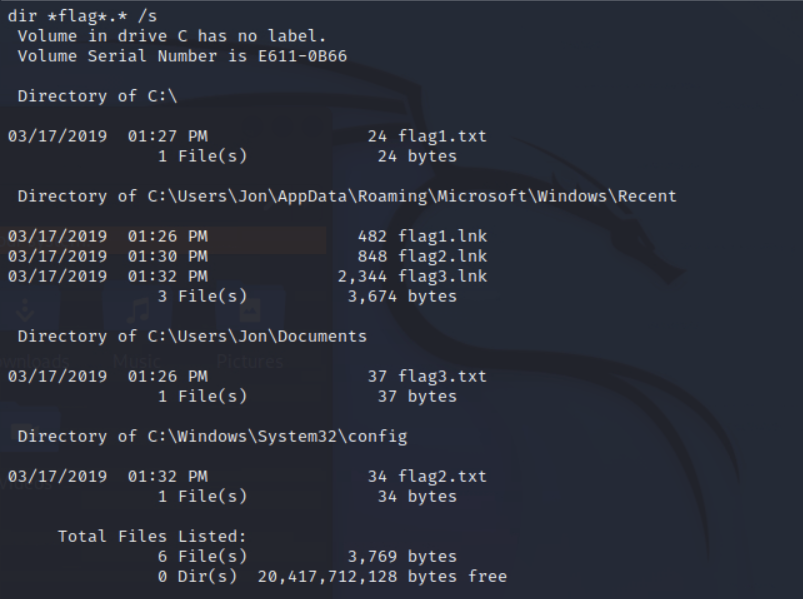 dir *flag*.* /s
Volume in drive C has no label.
Volume Serial Number is E611-0B66
Directory of C:\
03/17/2019 01:27 PM 24 flag1.txt
1 File(s) 24 bytes
Directory of C:\Users\Jon\AppData\Roaming\Microsoft\Windows\Recent
03/17/2019 01:26 PM 482 flag1.lnk
03/17/2019 01:30 PM 848 flag2.lnk
03/17/2019 01:32 PM 2,344 flag3.lnk
3 File(s) 3,674 bytes
Directory of C:\Users\Jon\Documents
Music Pictures
03/17/2019 01:26 PM 37 flag3.txt
1 File(s) 37 bytes
Directory of C:\Windows\System32\config
03/17/2019 01:32 PM 34 flag2.txt
1 File(s) 34 bytes
Total Files Listed:
6 File(s) 3,769 bytes
0 Dir(s) 20,417,712,128 bytes free